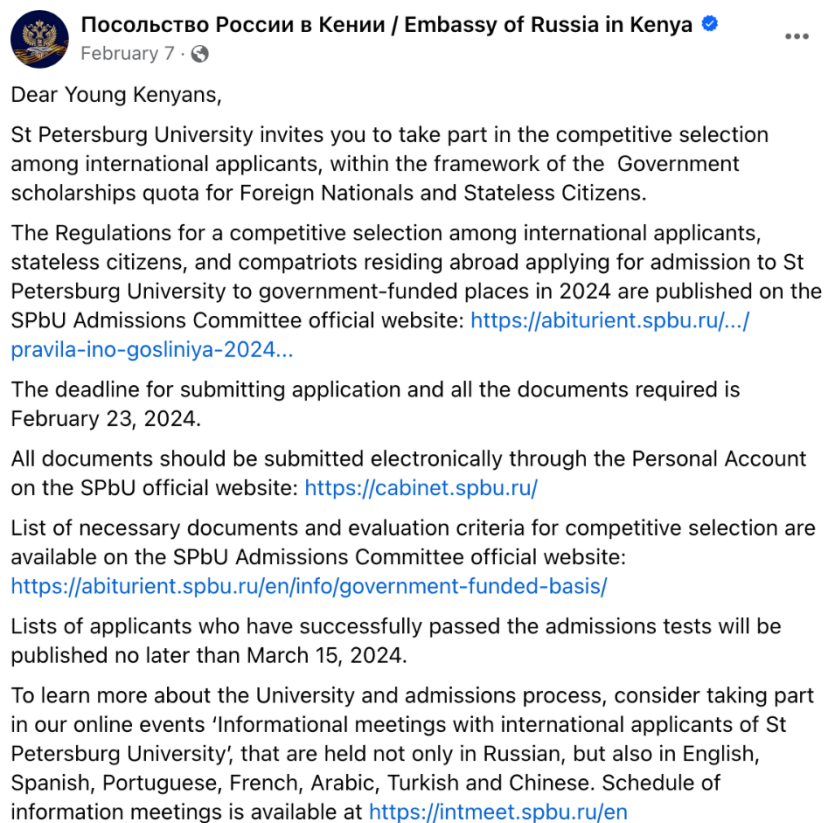 Посольство России в Кении / Embassy of Russia in Kenya
February 7 ·
Dear Young Kenyans,
St Petersburg University invites you to take part in the competitive selection
among international applicants, within the framework of the  Government
scholarships quota for Foreign Nationals and Stateless Citizens.
The Regulations for a competitive selection among international applicants,
stateless citizens, and compatriots residing abroad applying for admission to St
Petersburg University to government-funded places in 2024 are published on the
SPbU Admissions Committee official website: https://abiturient.spbu.ru/.../
pravila-ino-gosliniya-2024...
The deadline for submitting application and all the documents required is
February 23, 2024.
All documents should be submitted electronically through the Personal Account
on the SPbU official website: https://cabinet.spbu.ru/
List of necessary documents and evaluation criteria for competitive selection are
available on the SPbU Admissions Committee official website:
https://abiturient.spbu.ru/en/info/government-funded-basis/
Lists of applicants who have successfully passed the admissions tests will be
published no later than March 15, 2024.
To learn more about the University and admissions process, consider taking part
in our online events ‘Informational meetings with international applicants of St
Petersburg University’, that are held not only in Russian, but also in English,
Spanish, Portuguese, French, Arabic, Turkish and Chinese. Schedule of
information meetings is available at https://intmeet.spbu.ru/en